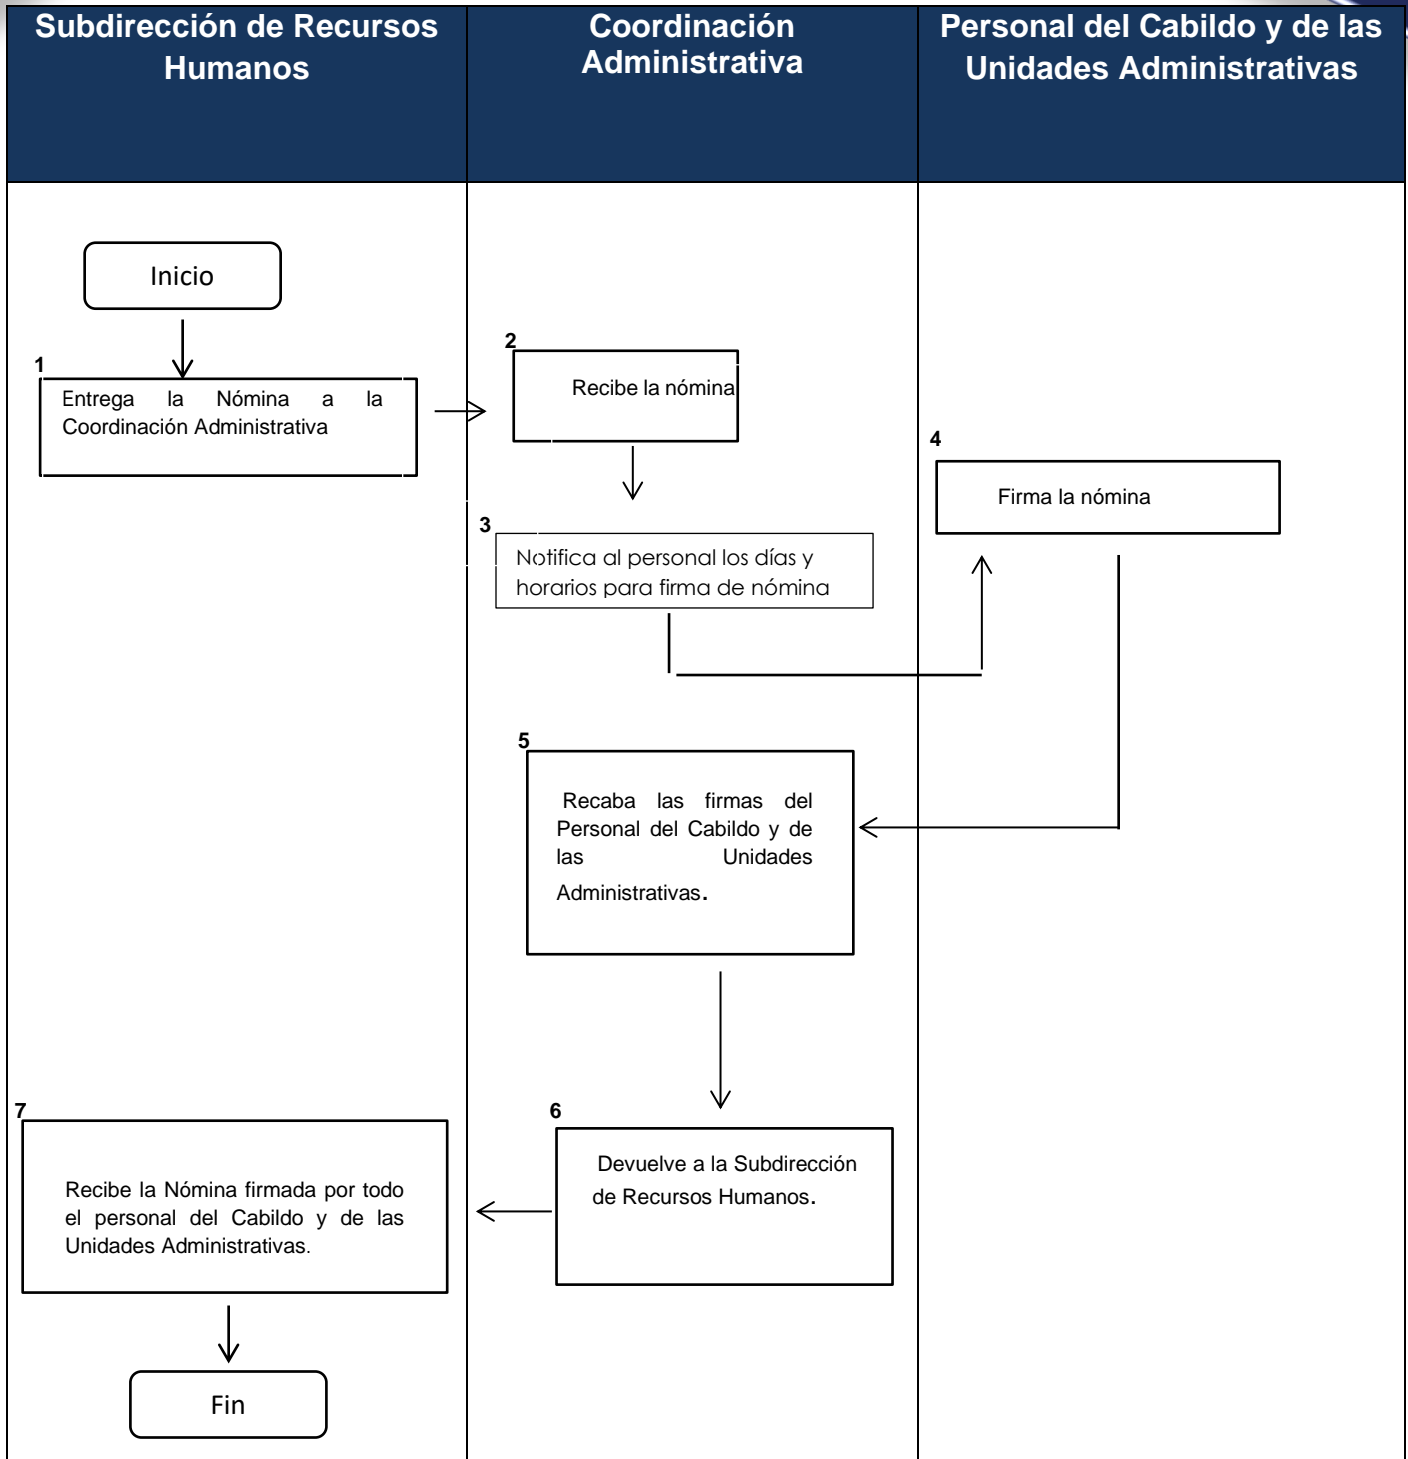 Subdirección de Recursos
Humanos
Coordinación
Administrativa
Personal del Cabildo y de las
Unidades Administrativas
Inicio
1
Entrega la Nómina a la
Coordinación Administrativa
2
Recibe la nómina
3
Notifica al personal los días y
horarios para firma de nómina
4
Firma la nómina
5
Recaba las firmas del
Personal del Cabildo y de
las Unidades
Administrativas.
6
Devuelve a la Subdirección
de Recursos Humanos.
7
Recibe la Nómina firmada por todo
el personal del Cabildo y de las
Unidades Administrativas.
Fin